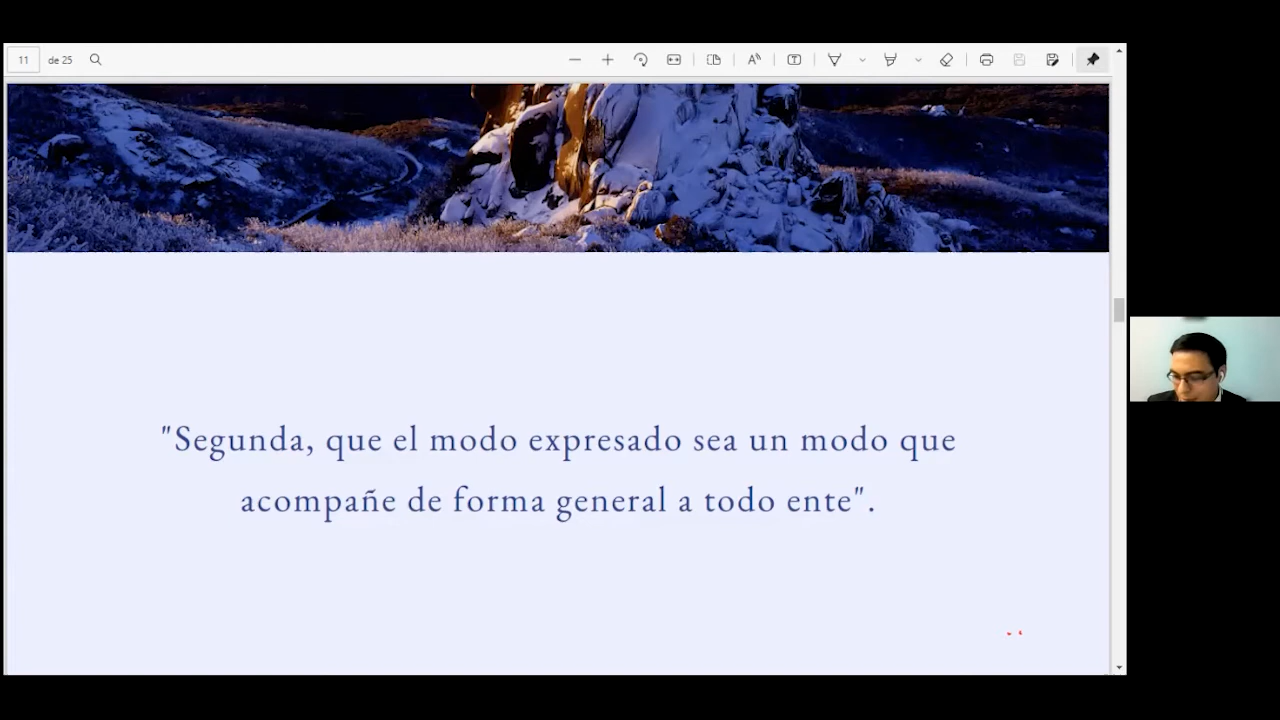 11 de 25
"Segunda, que el modo expresado sea un modo que
acompañe de forma general a todo ente".